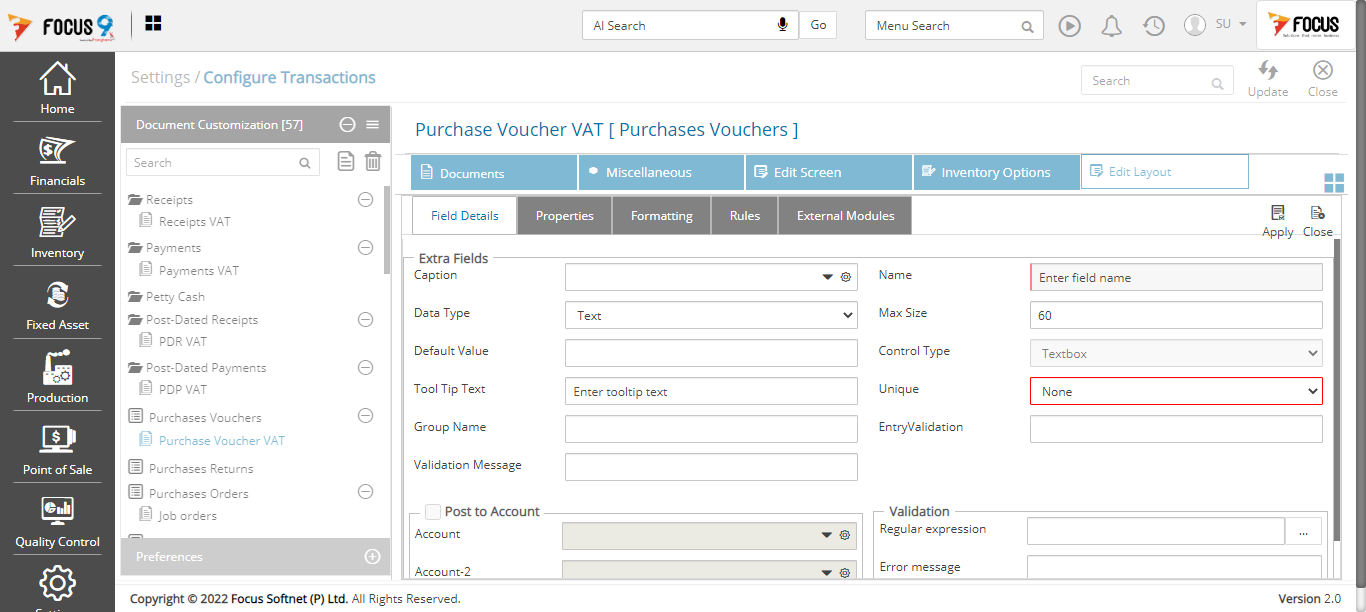 FOCUS 9
AI Search
Go
Menu Search
SU
FOCUS
Settings / Configure Transactions
Search
Update
Close
Home
Financials
Inventory
Fixed Asset
Production
Point of Sale
Quality Control
Document Customization [57]
Search
Receipts
Receipts VAT
Payments
Payments VAT
Petty Cash
Post-Dated Receipts
PDR VAT
Post-Dated Payments
PDP VAT
Purchases Vouchers
Purchase Voucher VAT
Purchases Returns
Purchases Orders
Job orders
Preferences
Purchase Voucher VAT [ Purchases Vouchers ]
Documents
Miscellaneous
Edit Screen
Inventory Options
Edit Layout
Field Details
Properties
Formatting
Rules
External Modules
Apply
Close
Extra Fields
Caption
Name
Enter field name
Data Type
Text
Max Size
60
Default Value
Control Type
Textbox
Tool Tip Text
Enter tooltip text
Unique
None
Group Name
EntryValidation
Validation Message
Post to Account
Account
Account-2
Validation
Regular expression
...
Error message
Copyright © 2022 Focus Softnet (P) Ltd. All Rights Reserved.
Version 2.0